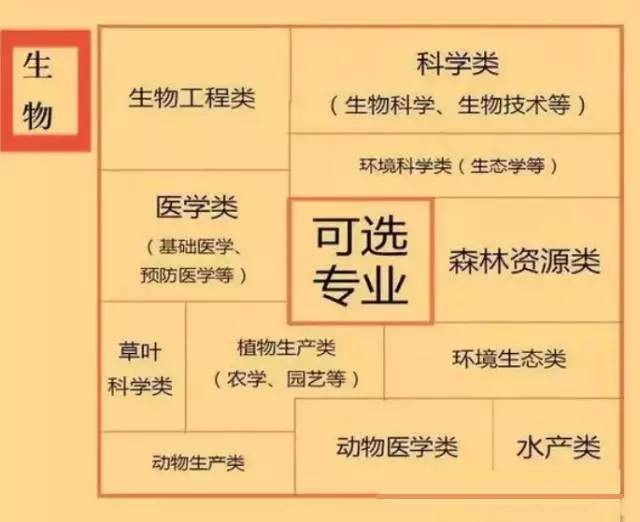 生
物
生物工程类
科学类
（生物科学、生物技术等）
环境科学类（生态学等）
医学类
（基础医学、
预防医学等）
可选
专业
森林资源类
草叶
科学类
植物生产类
（农学、园艺等）
环境生态类
动物生产类
动物医学类
水产类